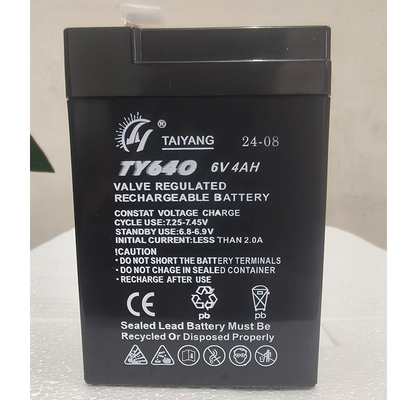 ® TAIYANG 24-08
TY640 6V 4AH
VALVE REGULATED
RECHARGEABLE BATTERY
CONSTAT VOLTAGE CHARGE
CYCLE USE:7.25-7.45V
STANDBY USE:6.8-6.9V
INITIAL CURRENT:LESS THAN 2.0A
!CAUTION
• DO NOT SHORT THE BATTERY TERMINALS
• DO NOT CHAGE IN SEALED CONTAINER
• RECHARGE AFTER USE
CE pb pb
Sealed Lead Battery Must Be
Recycled Or Disposed Properly